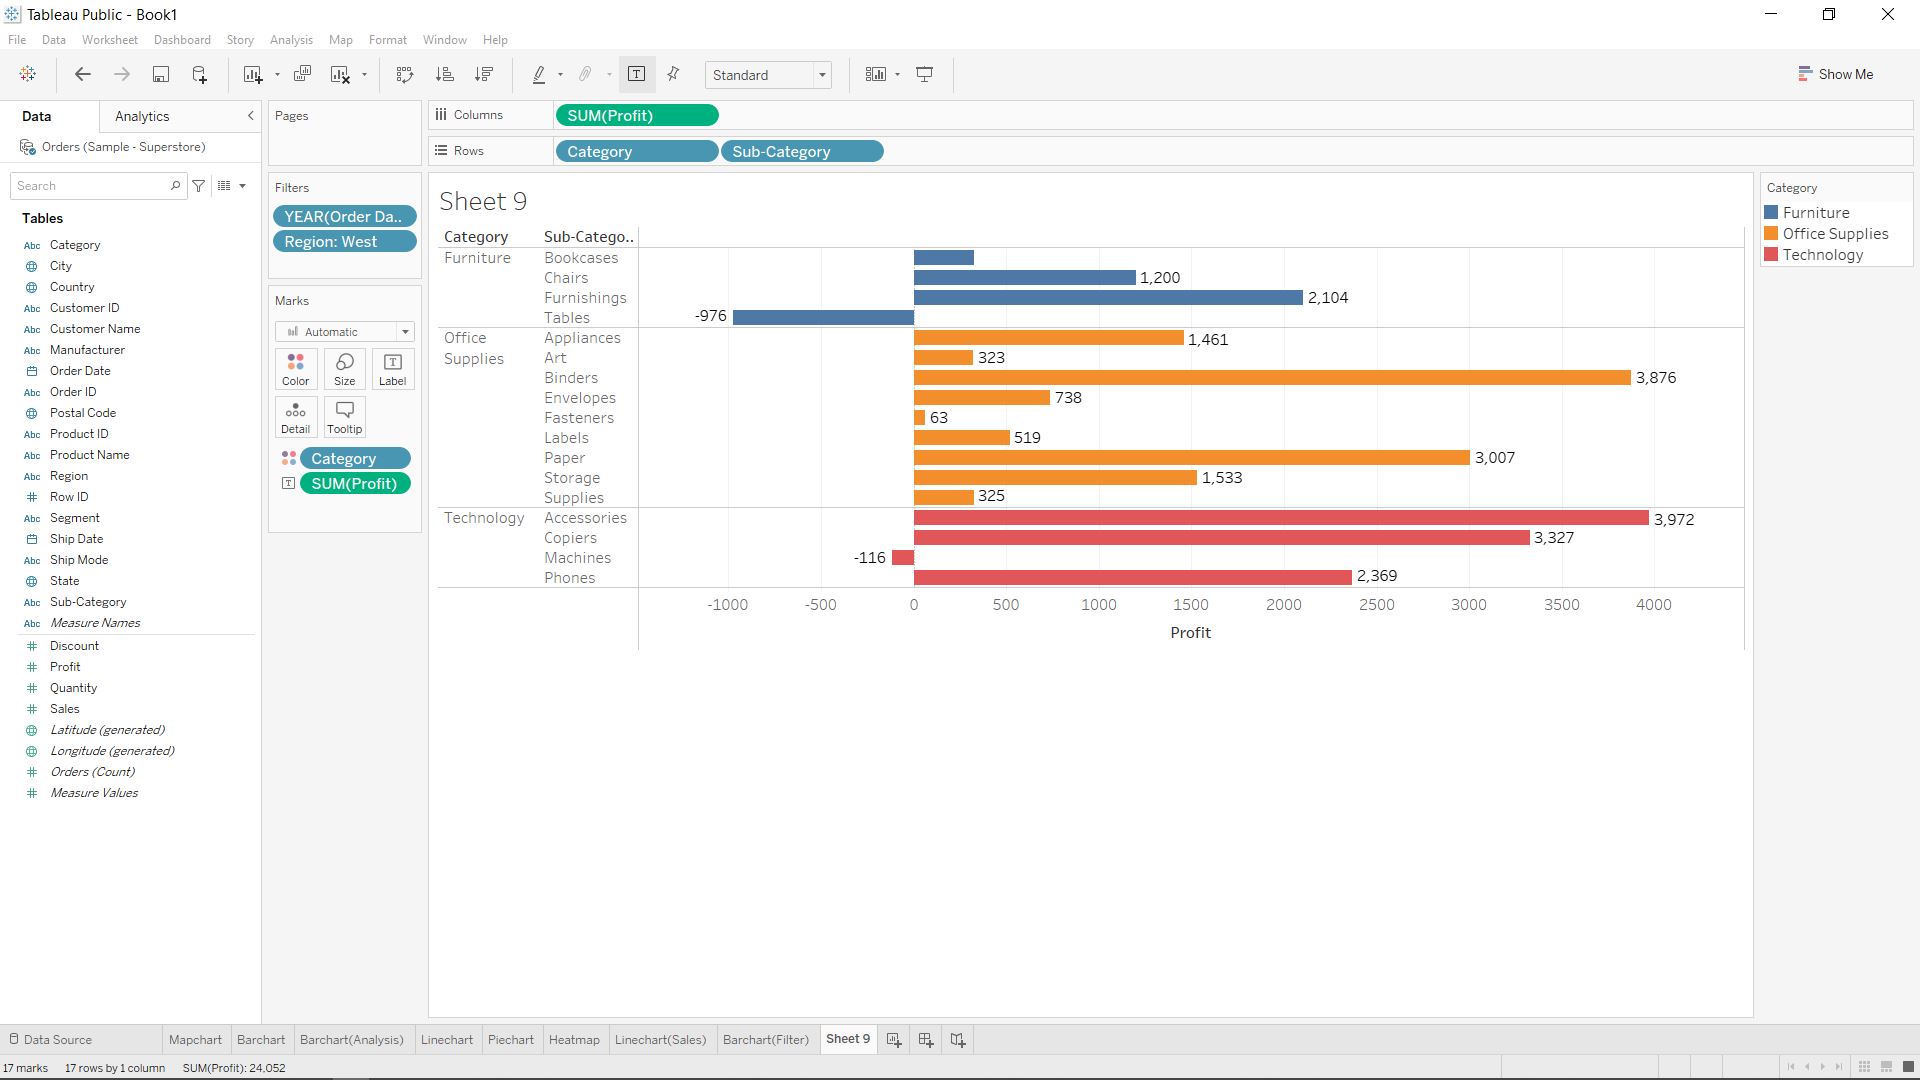 Tableau Public - Book1
File Data Worksheet Dashboard Story Analysis Map Format Window Help
Standard
Show Me
Data Analytics
Orders (Sample - Superstore)
Search
Tables
Abc Category
City
Country
Abc Customer ID
Abc Customer Name
Abc Manufacturer
Order Date
Abc Order ID
Postal Code
Abc Product ID
Abc Product Name
Abc Region
# Row ID
Abc Segment
Ship Date
Abc Ship Mode
State
Abc Sub-Category
Abc Measure Names
# Discount
# Profit
# Quantity
# Sales
Latitude (generated)
Longitude (generated)
# Orders (Count)
# Measure Values
Pages
Filters
YEAR(Order Da..
Region: West
Marks
Automatic
Color Size Label
Detail Tooltip
Category
SUM(Profit)
Columns SUM(Profit)
Rows Category Sub-Category
Sheet 9
Category Sub-Catego..
Furniture Bookcases
Chairs 1,200
Furnishings 2,104
Tables -976
Office Supplies Appliances 1,461
Art 323
Binders 3,876
Envelopes 738
Fasteners 63
Labels 519
Paper 3,007
Storage 1,533
Supplies 325
Technology Accessories 3,972
Copiers 3,327
Machines -116
Phones 2,369
-1000 -500 0 500 1000 1500 2000 2500 3000 3500 4000
Profit
Category
Furniture
Office Supplies
Technology
Data Source Mapchart Barchart Barchart(Analysis) Linechart Piechart Heatmap Linechart(Sales) Barchart(Filter) Sheet 9
17 marks 17 rows by 1 column SUM(Profit): 24,052